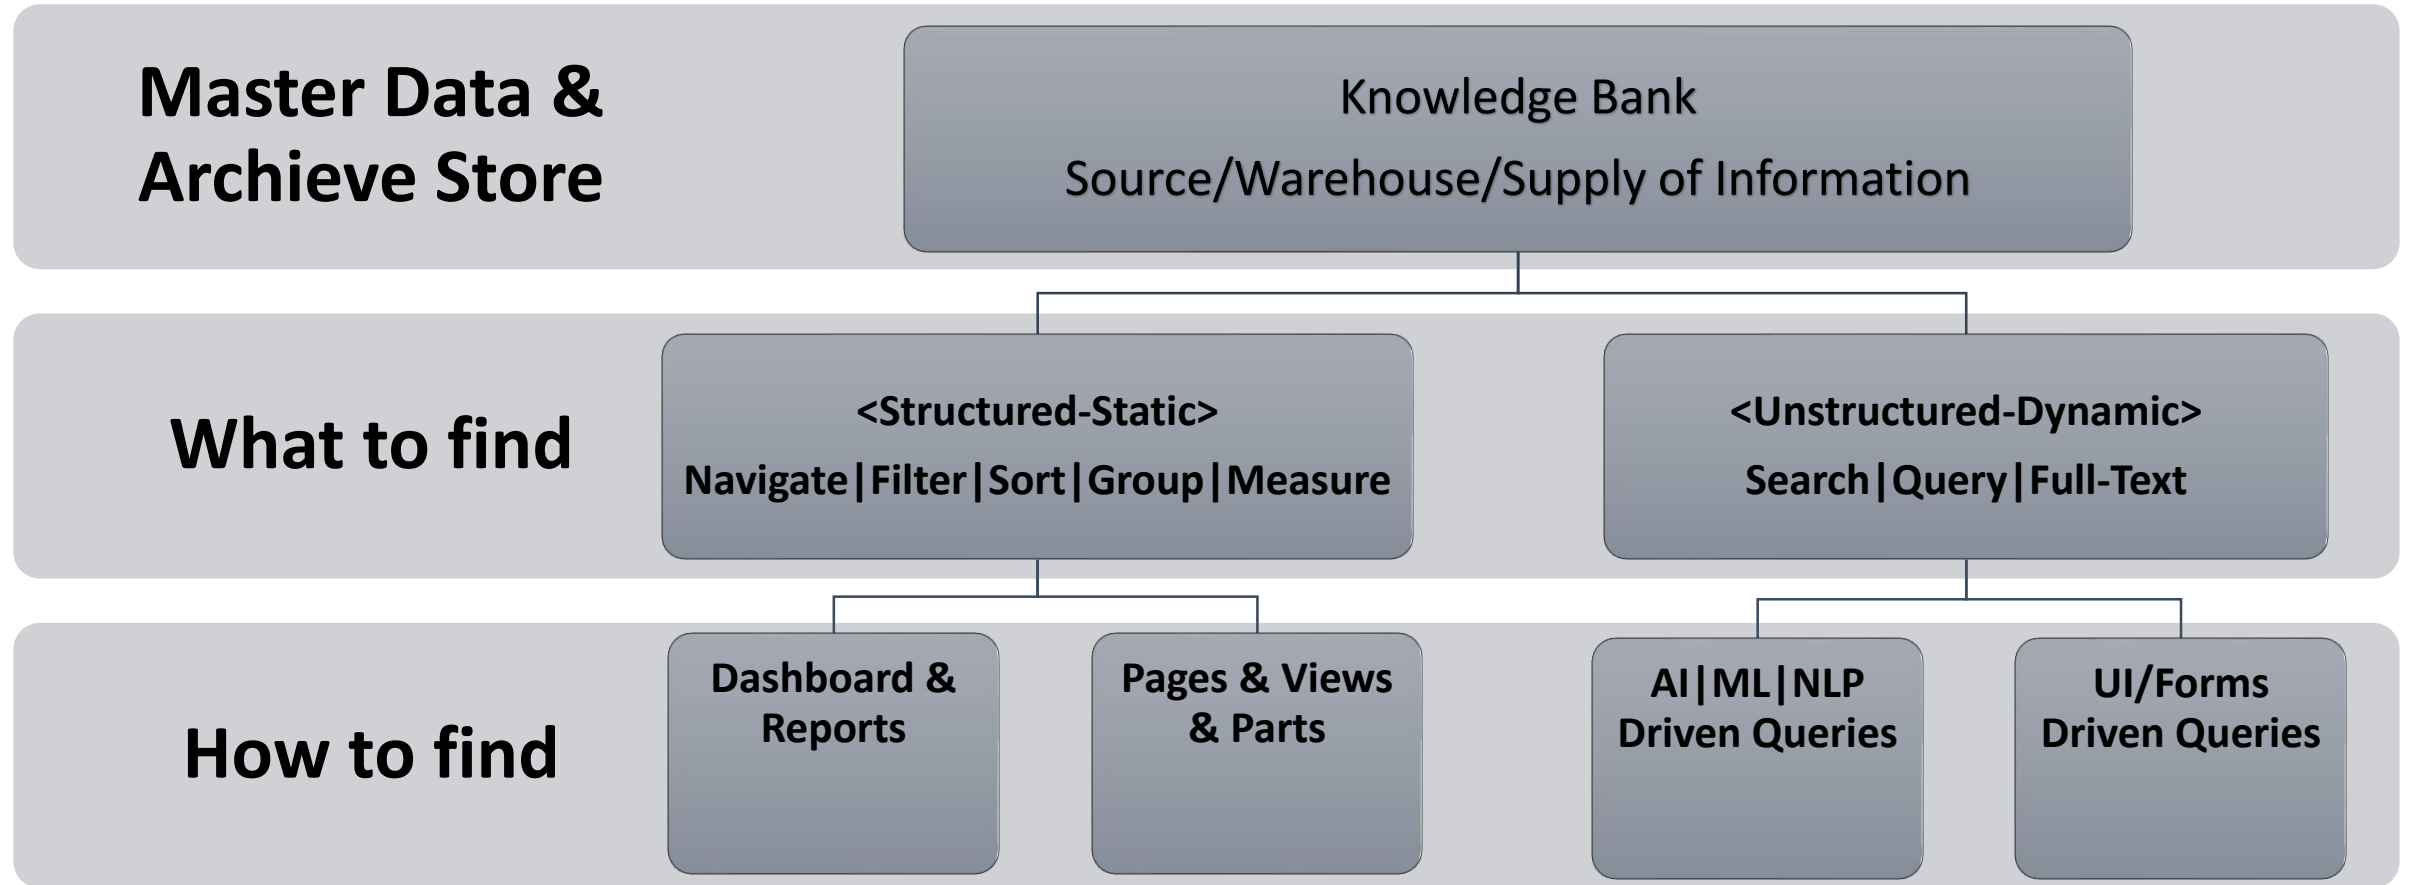 Master Data &
Archieve Store
Knowledge Bank
Source/Warehouse/Supply of Information
What to find
<Structured-Static>
Navigate|Filter|Sort|Group|Measure
<Unstructured-Dynamic>
Search|Query|Full-Text
How to find
Dashboard &
Reports
Pages & Views
& Parts
AI|ML|NLP
Driven Queries
UI/Forms
Driven Queries